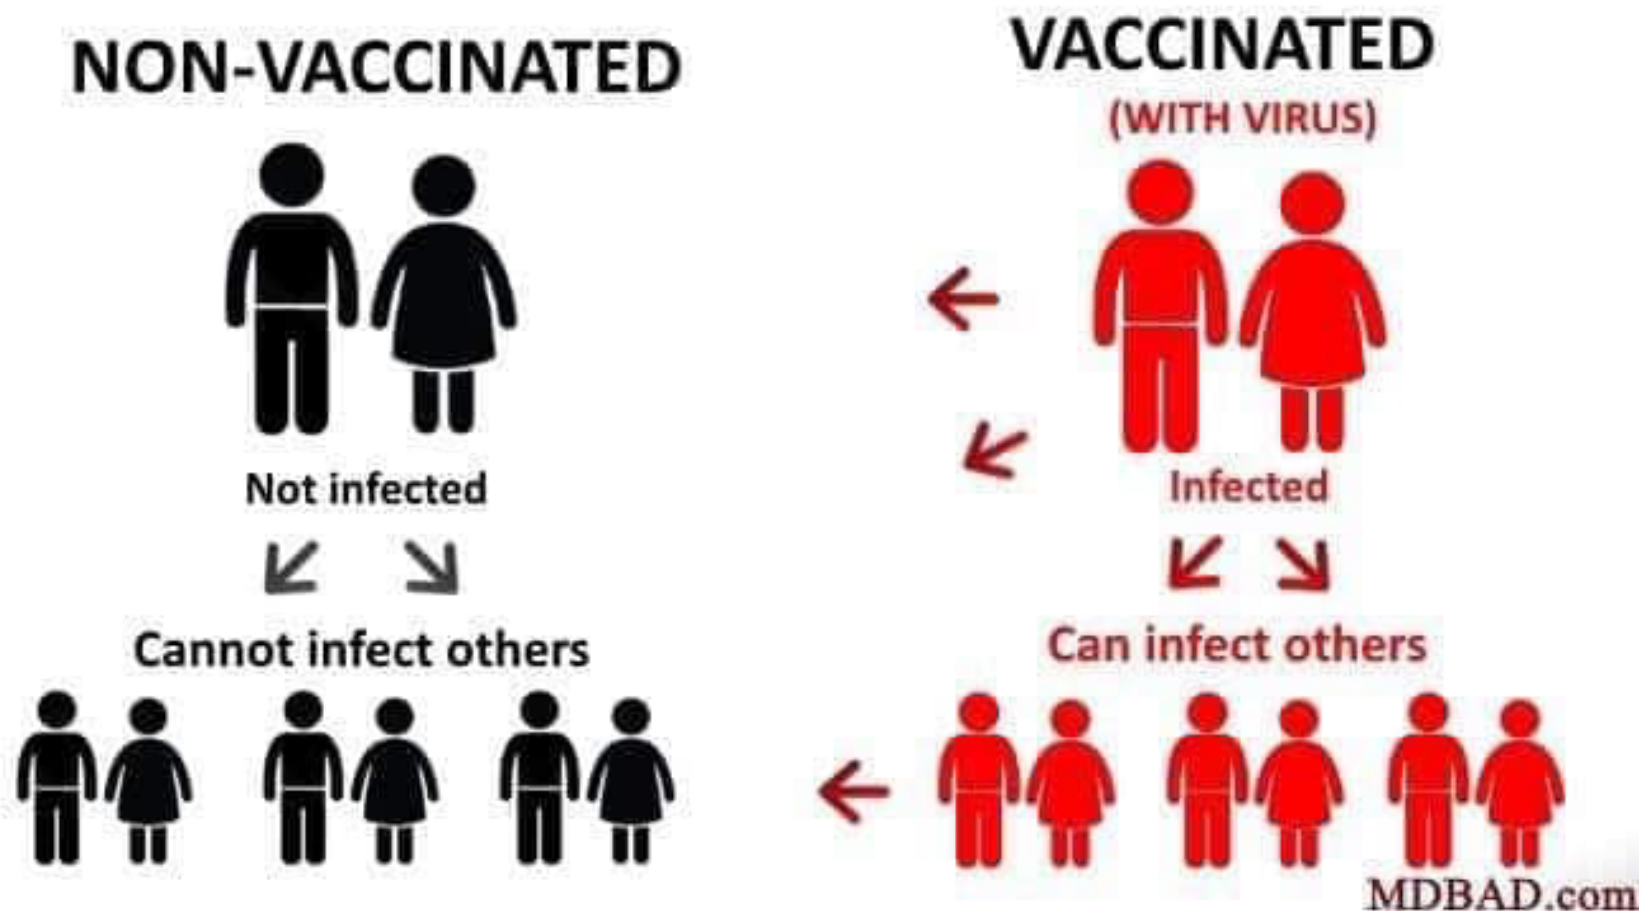 NON-VACCINATED
Not infected
Cannot infect others
VACCINATED
(WITH VIRUS)
Infected
Can infect others
MDBAD.com